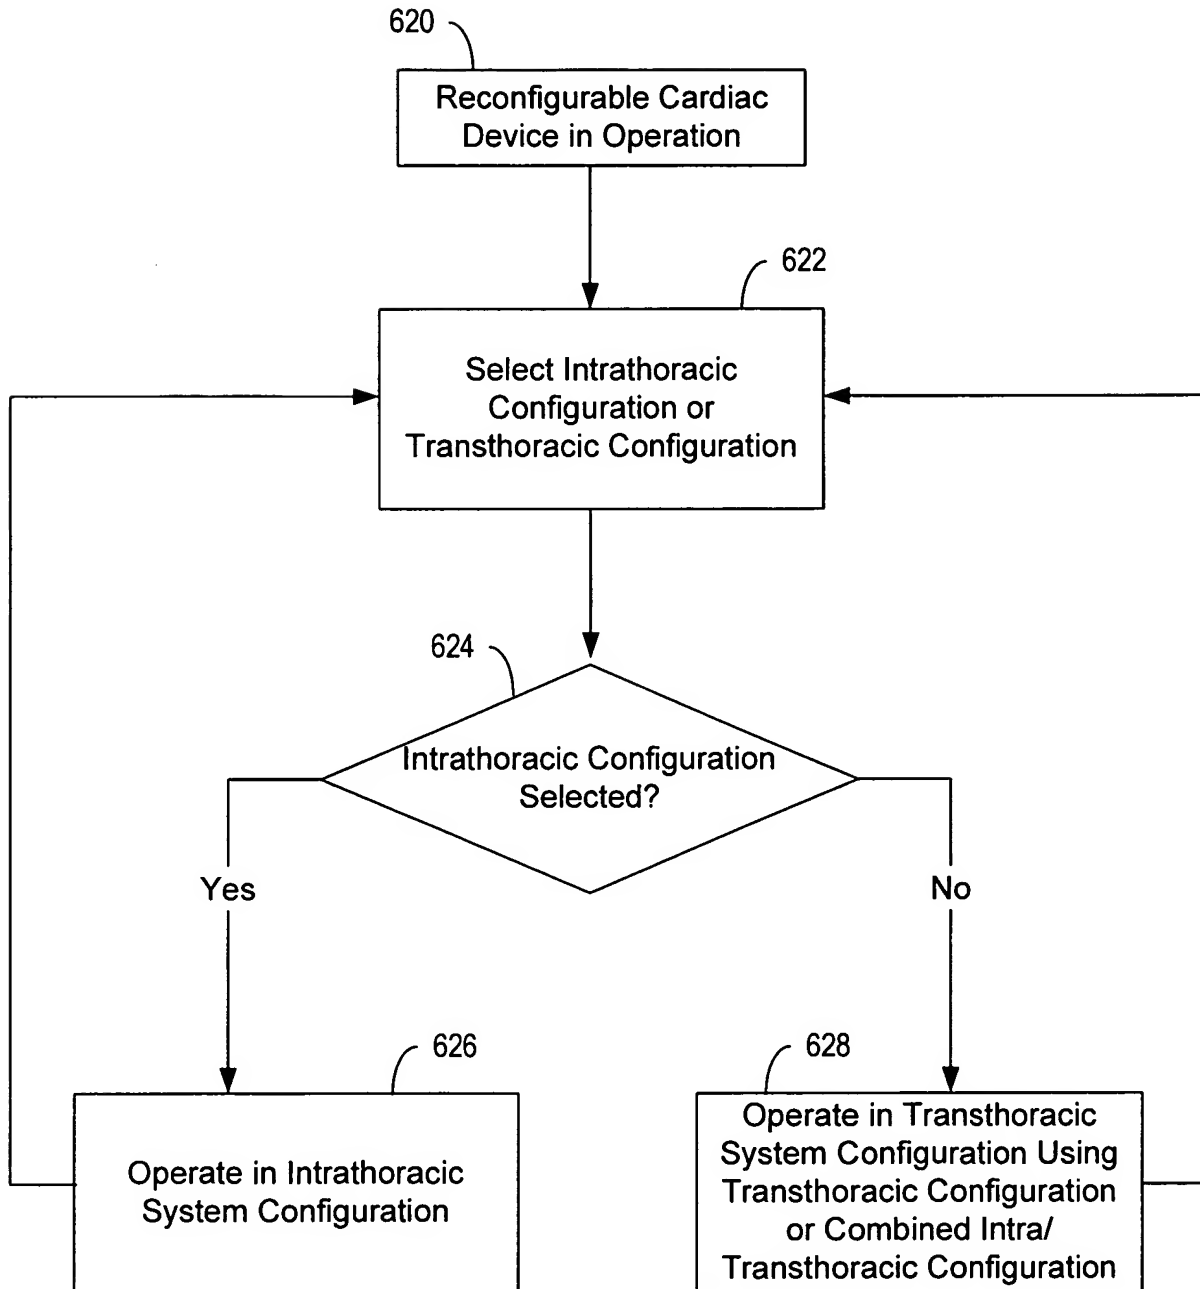 620
Reconfigurable Cardiac
Device in Operation
622
Select Intrathoracic
Configuration or
Transthoracic Configuration
624
Intrathoracic Configuration
Selected?
Yes
No
626
Operate in Intrathoracic
System Configuration
628
Operate in Transthoracic
System Configuration Using
Transthoracic Configuration
or Combined Intra/
Transthoracic Configuration